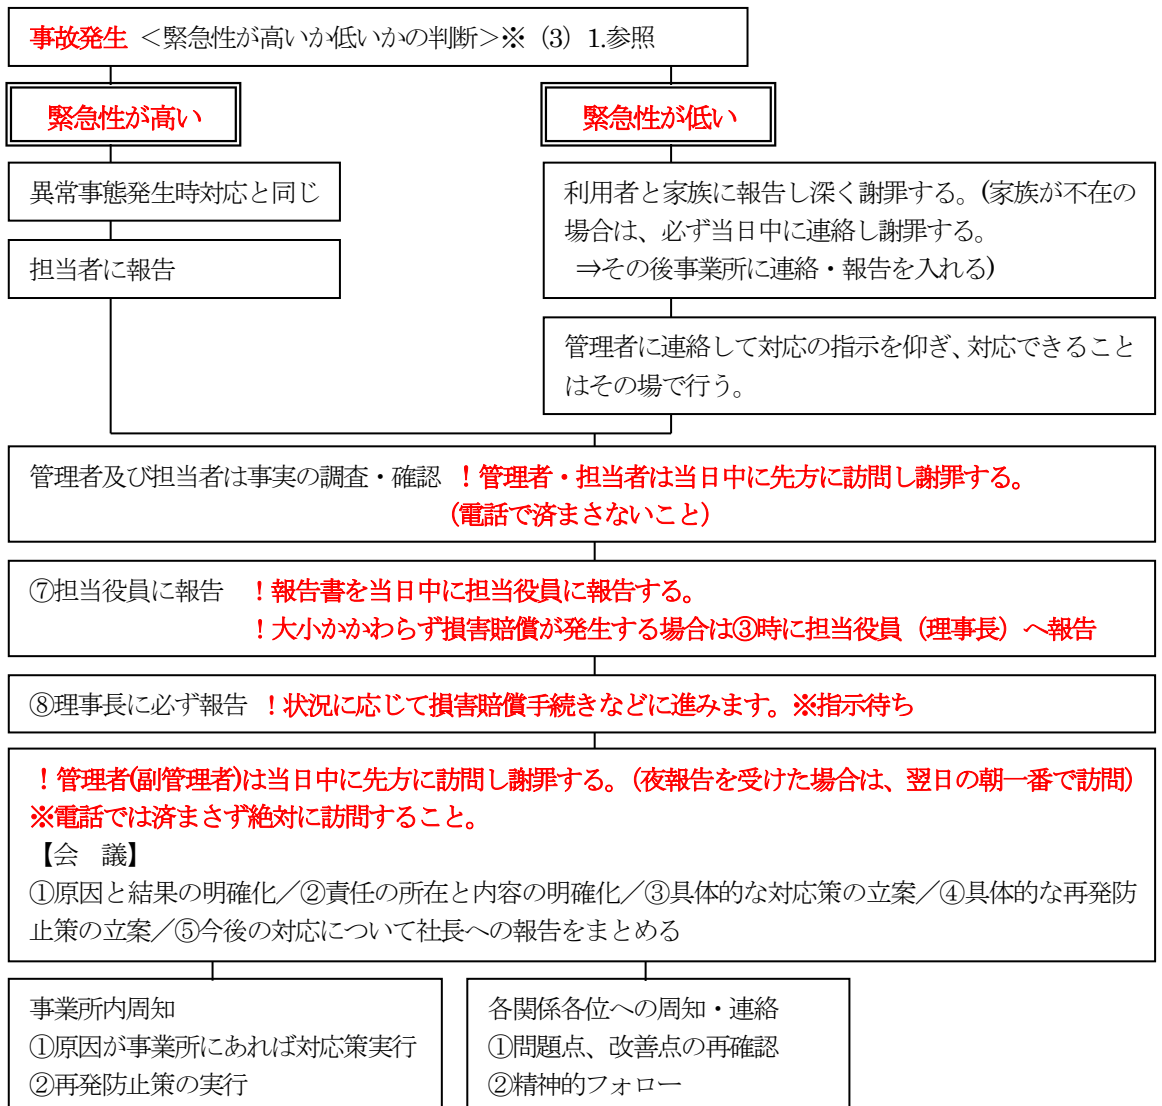 事故発生 <緊急性が高いか低いかの判断>※（3）1.参照
緊急性が高い
緊急性が低い
異常事態発生時対応と同じ
担当者に報告
利用者と家族に報告し深く謝罪する。(家族が不在の
場合は、必ず当日中に連絡し謝罪する。
⇒その後事業所に連絡・報告を入れる)
管理者に連絡して対応の指示を仰ぎ、対応できること
はその場で行う。
管理者及び担当者は事実の調査・確認 ！管理者・担当者は当日中に先方に訪問し謝罪する。
（電話で済まさないこと）
⑦担当役員に報告 ！報告書を当日中に担当役員に報告する。
！大小かかわらず損害賠償が発生する場合は③時に担当役員（理事長）へ報告
⑧理事長に必ず報告 ！状況に応じて損害賠償手続きなどに進みます。※指示待ち
！管理者(副管理者)は当日中に先方に訪問し謝罪する。（夜報告を受けた場合は、翌日の朝一番で訪問）
※電話では済まさず絶対に訪問すること。
【会　議】
①原因と結果の明確化／②責任の所在と内容の明確化／③具体的な対応策の立案／④具体的な再発防
止策の立案／⑤今後の対応について社長への報告をまとめる
事業所内周知
①原因が事業所にあれば対応策実行
②再発防止策の実行
各関係各位への周知・連絡
①問題点、改善点の再確認
②精神的フォロー